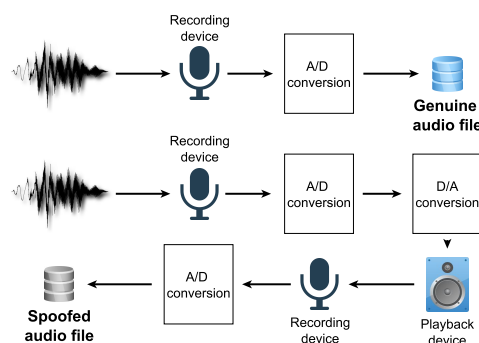 Recording
device
A/D
conversion
Genuine
audio file
Recording
device
A/D
conversion
D/A
conversion
A/D
conversion
Spoofed
audio file
Recording
device
Playback
device